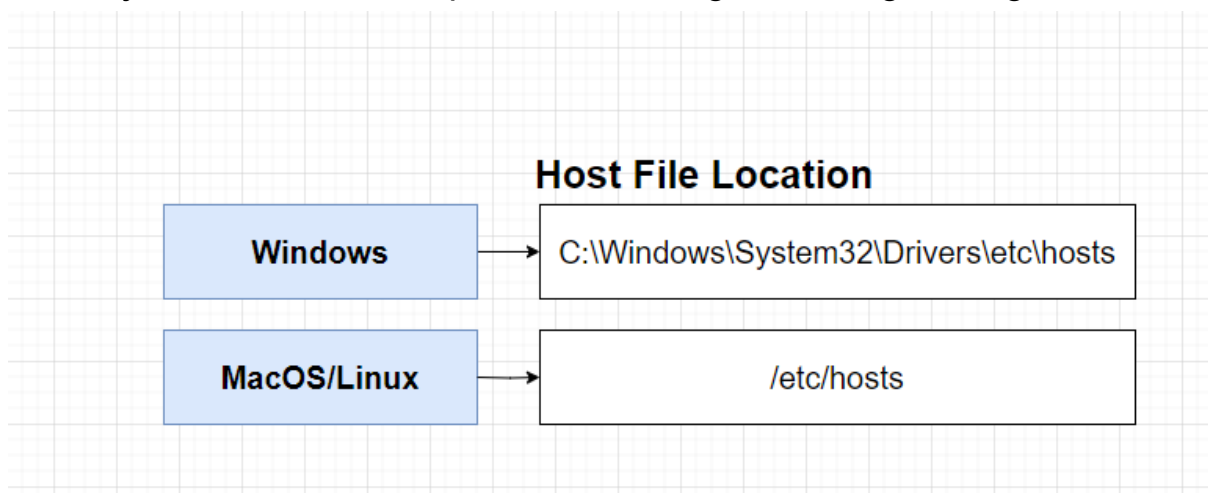 Host File Location
Windows
C:\Windows\System32\Drivers\etc\hosts
MacOS/Linux
/etc/hosts